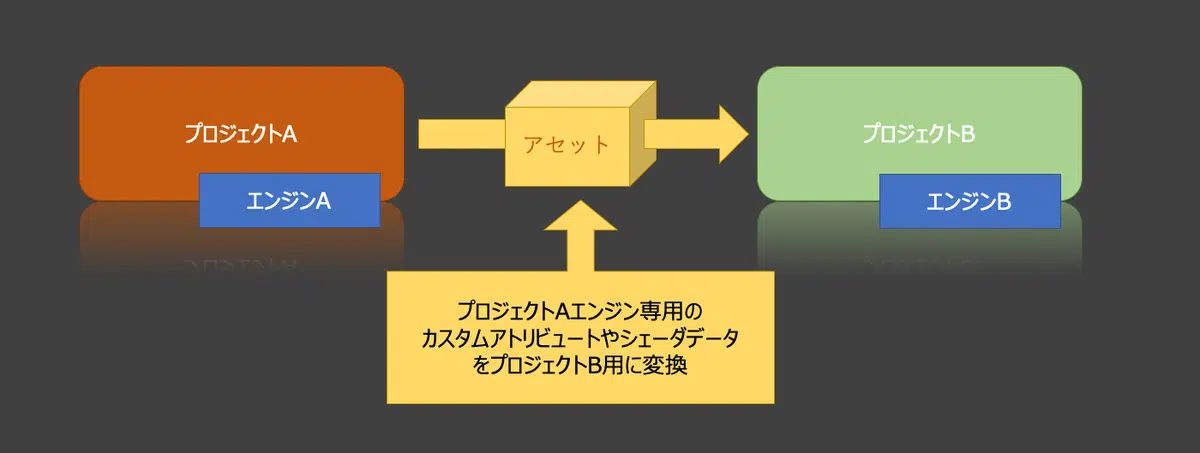 プロジェクトA
エンジンA
アセット
プロジェクトB
エンジンB
プロジェクトAエンジン専用の
カスタムアトリビュートやシェーダデータ
をプロジェクトB用に変換